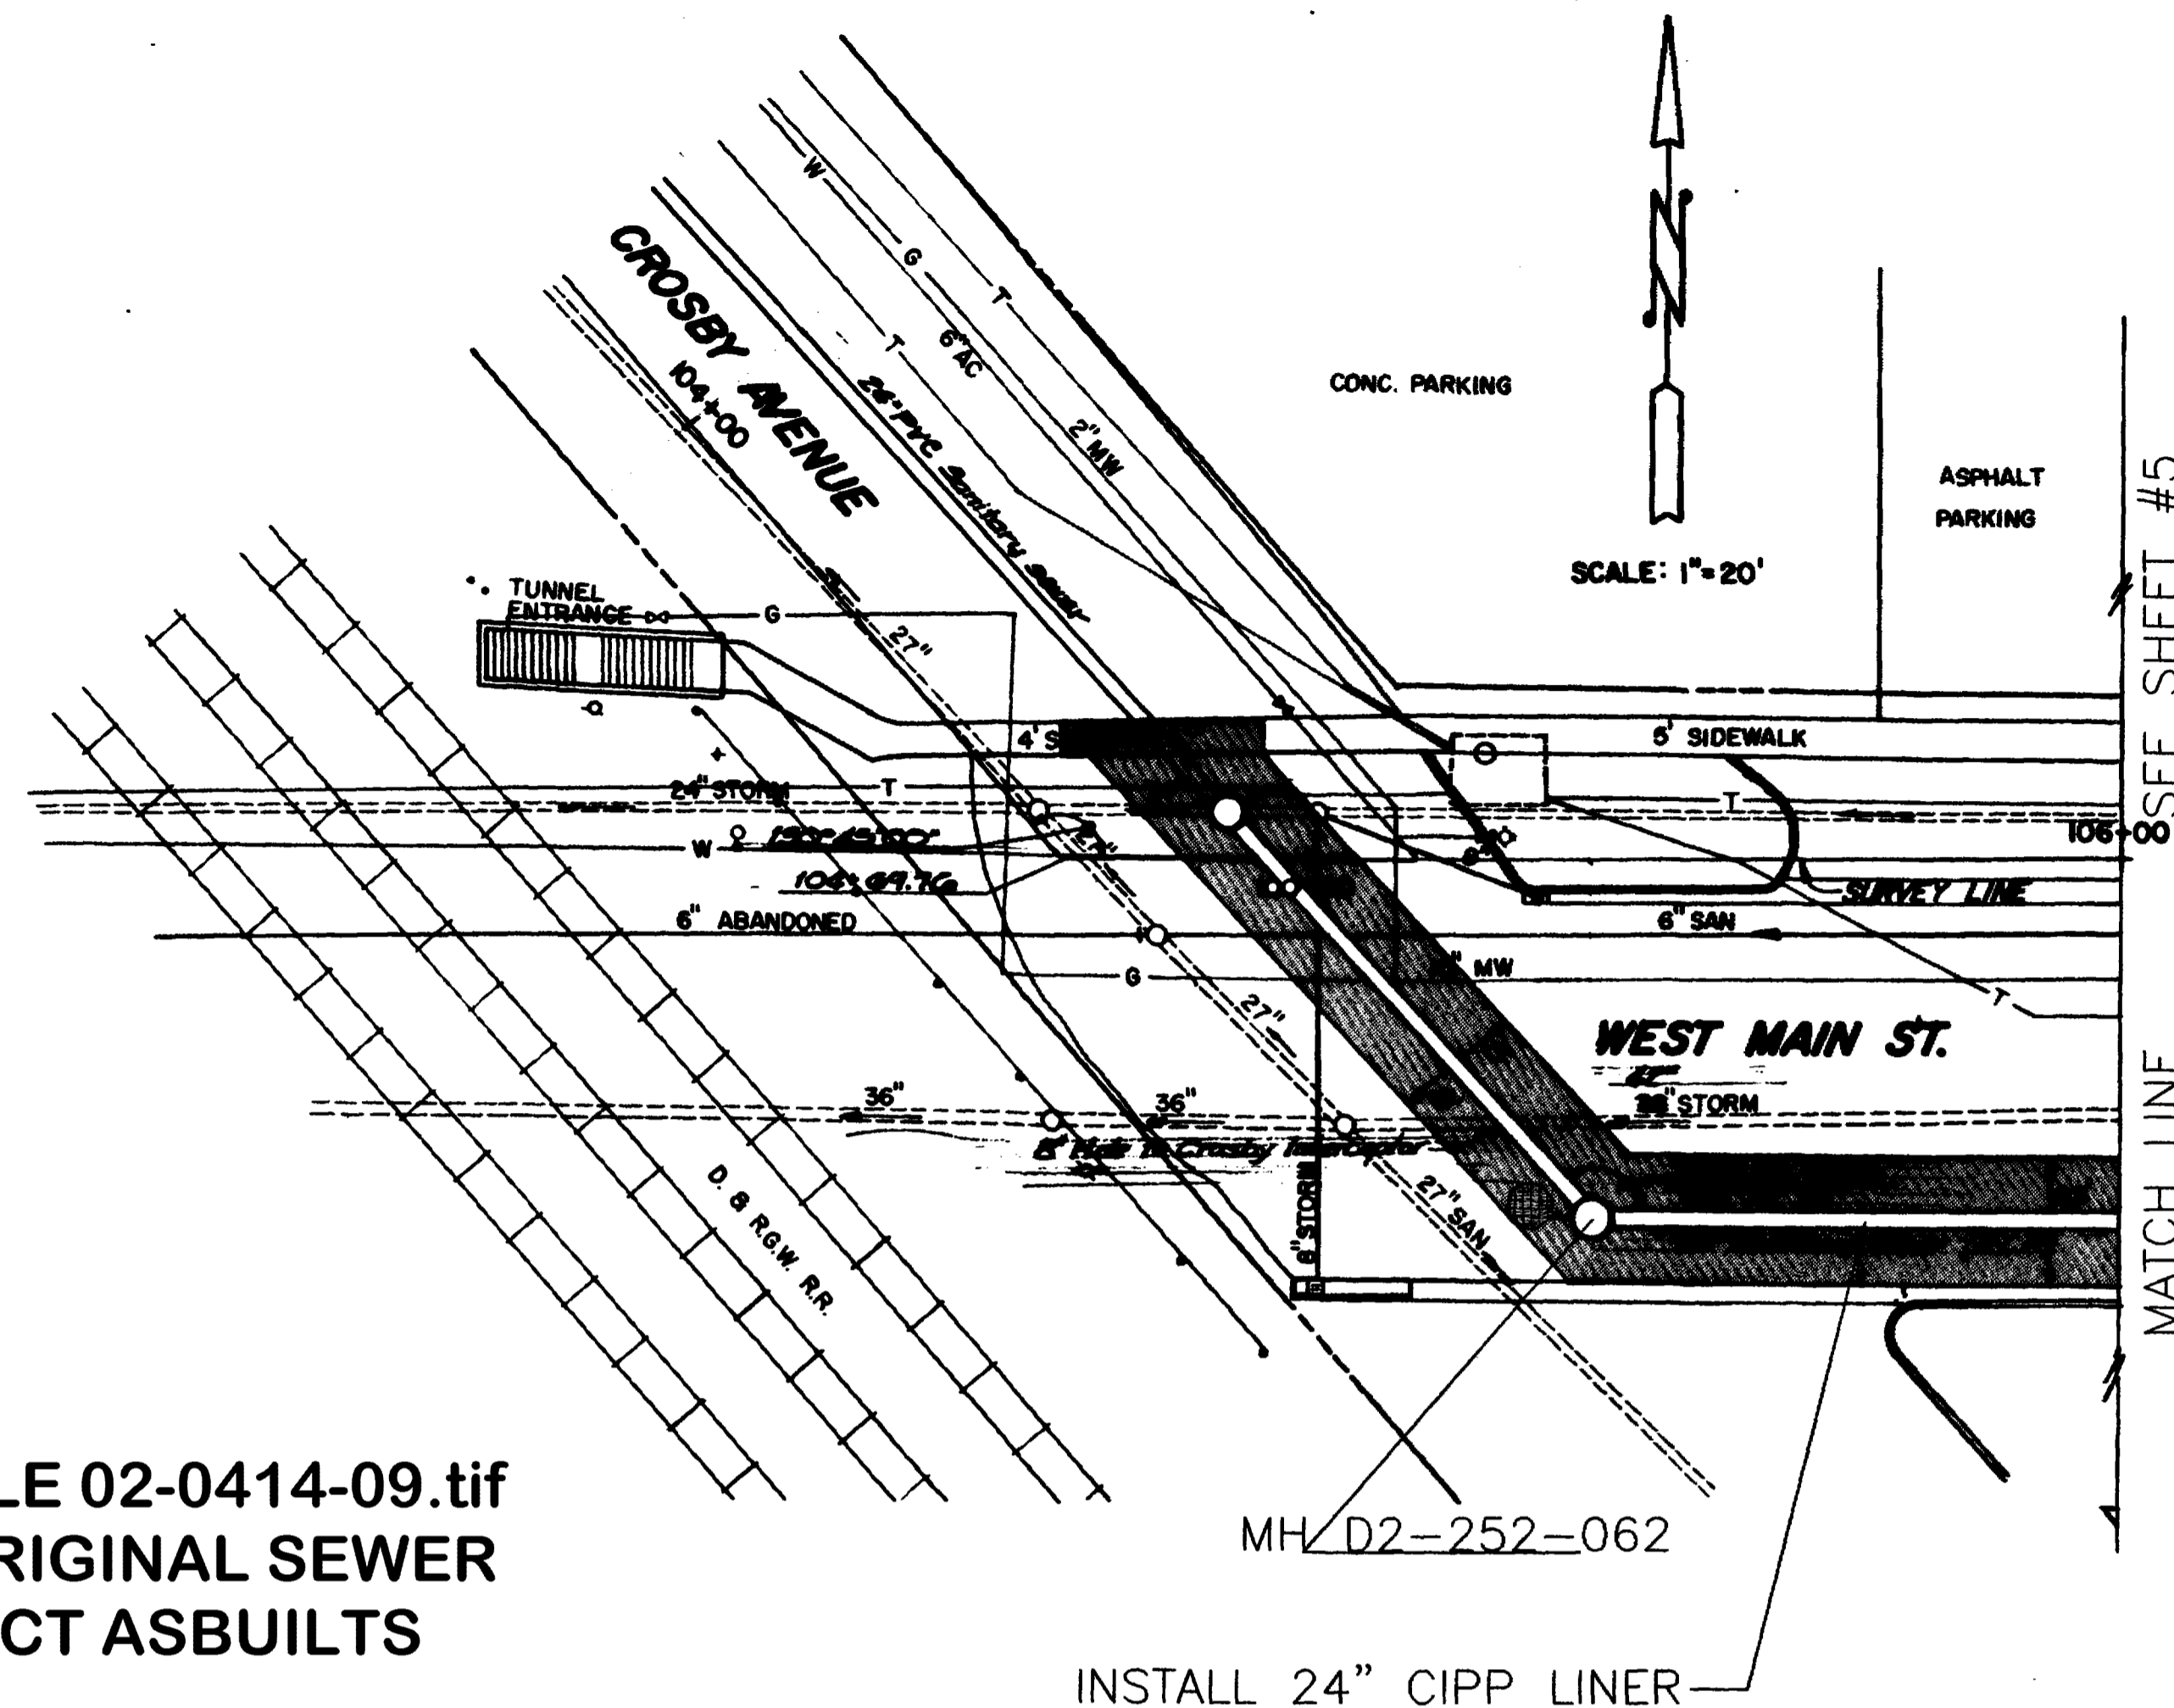 CROSBY AVENUE
104+00
W
G
T
T
6" AC
2" MW
24" PVC Sanitary Sewer
N
CONC. PARKING
ASPHALT
PARKING
SCALE: 1"=20'
SEE SHEET #5
MATCH LINE
TUNNEL
ENTRANCE
G
27"
4' S
5' SIDEWALK
24" STORM
T
T
106+00
W
104+69.76
SURVEY LINE
6" ABANDONED
6" SAN
G
MW
T
27"
WEST MAIN ST.
36"
36"
STORM
8" STORM
27" SAN
D. & R.G.W. R.R.
LE 02-0414-09.tif
RIGINAL SEWER
CT ASBUILTS
MH D2-252-062
INSTALL 24" CIPP LINER